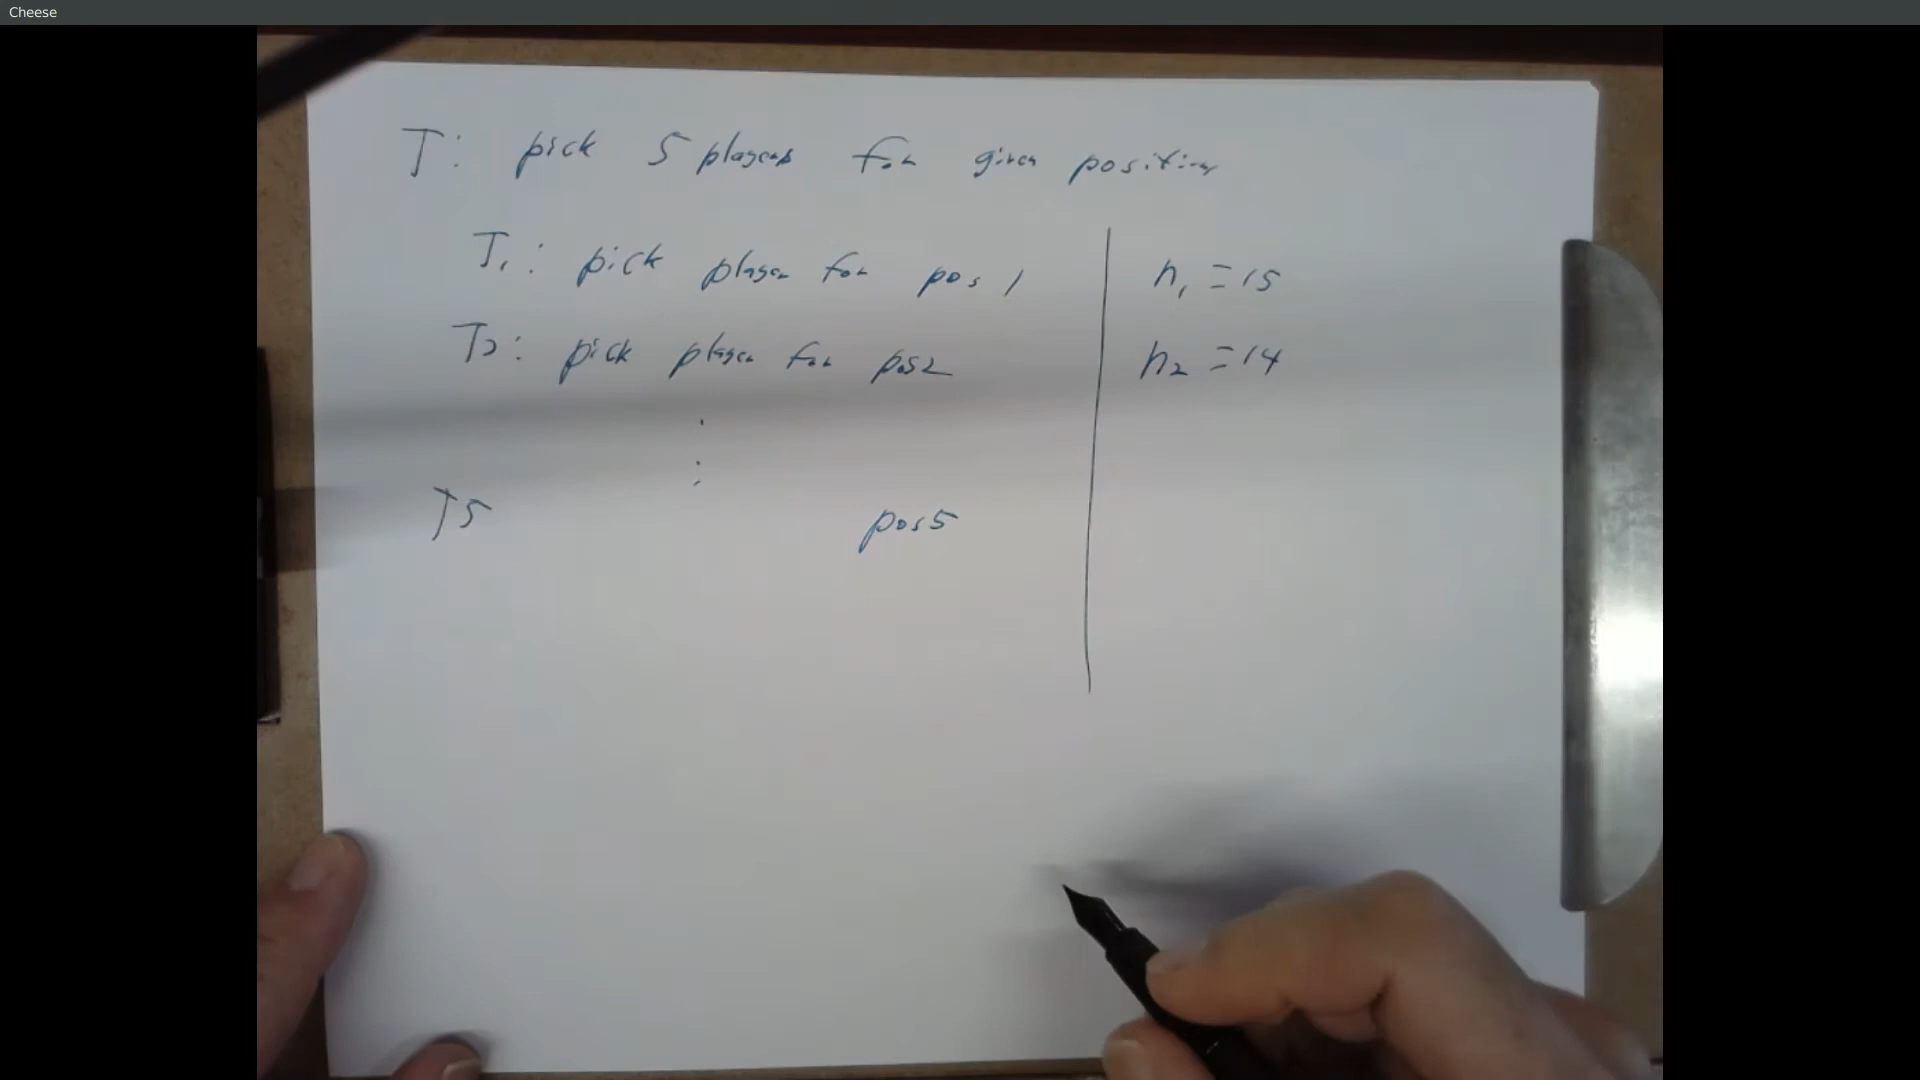 Cheese
T: pick 5 players for given position
T1: pick player for pos 1
n1 = 15
T2: pick player for pos2
n2 = 14
T5 pos5